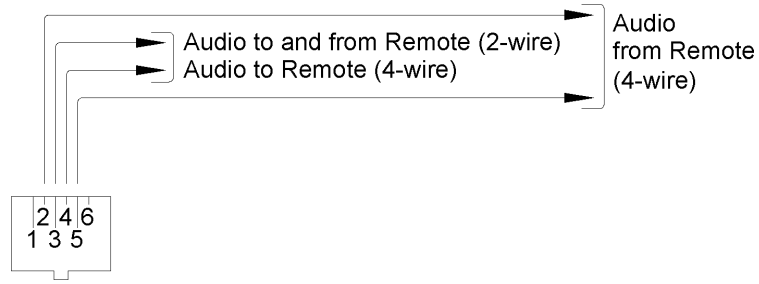 Audio
from Remote
(4-wire)
Audio to and from Remote (2-wire)
Audio to Remote (4-wire)
2 4 6
1 3 5